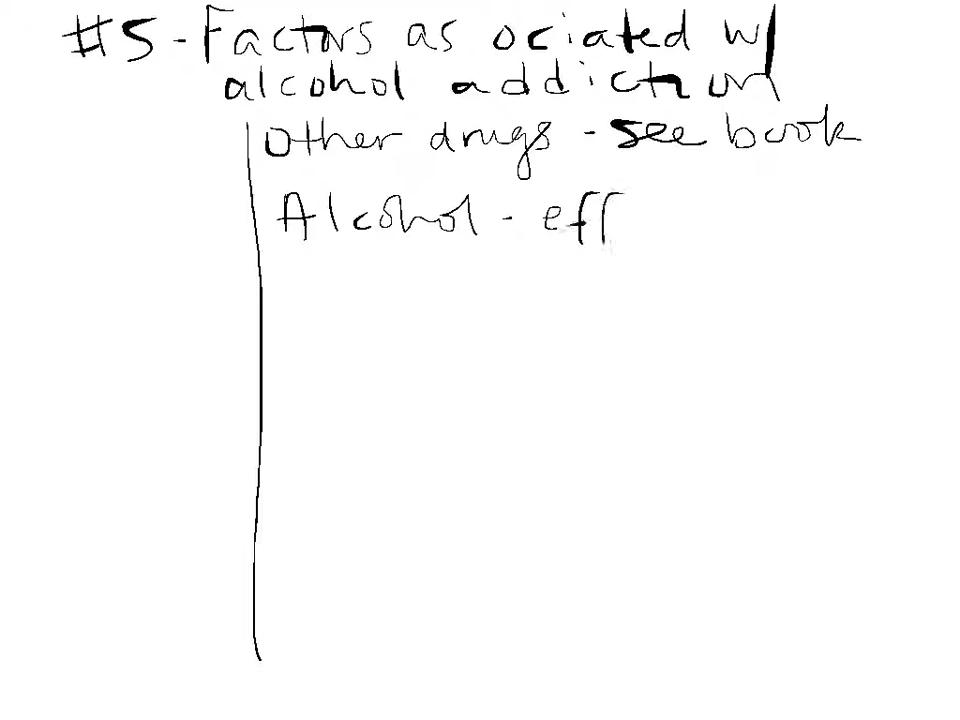 #5 - Factors as ociated w/
alcohol addiction
Other drugs - see book
Alcohol - eff